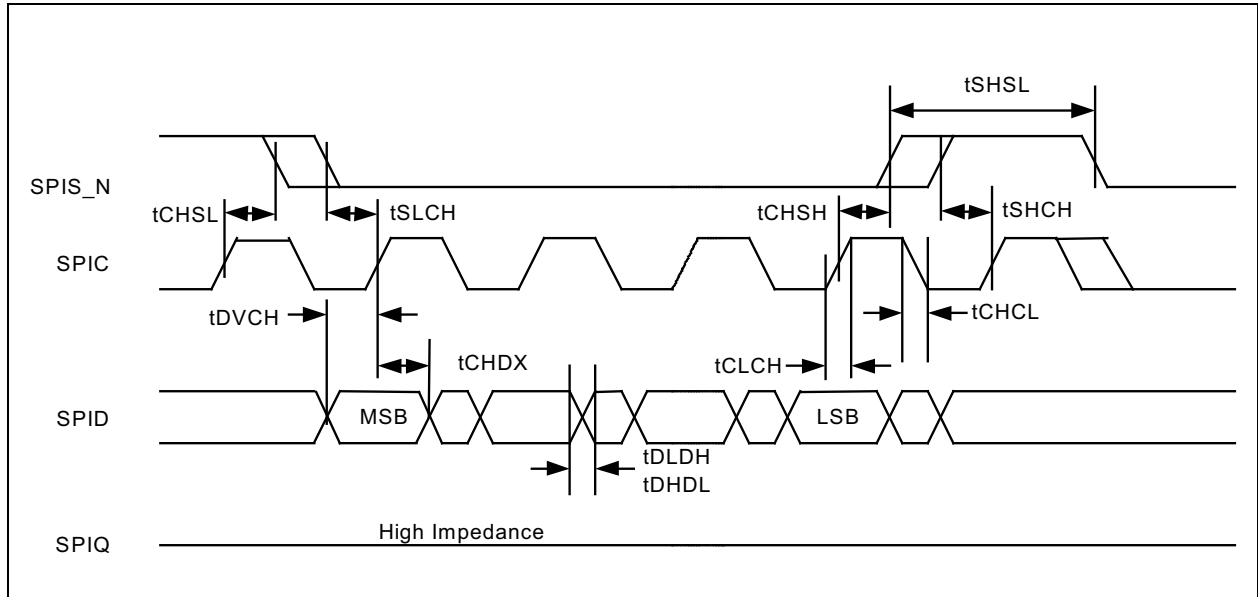 tSHSL
SPIS_N
tCHSL
tSLCH
tCHSH
tSHCH
SPIC
tDVCH
tCHCL
tCHDX
tCLCH
SPID
MSB
LSB
tDLDH
tDHDL
High Impedance
SPIQ